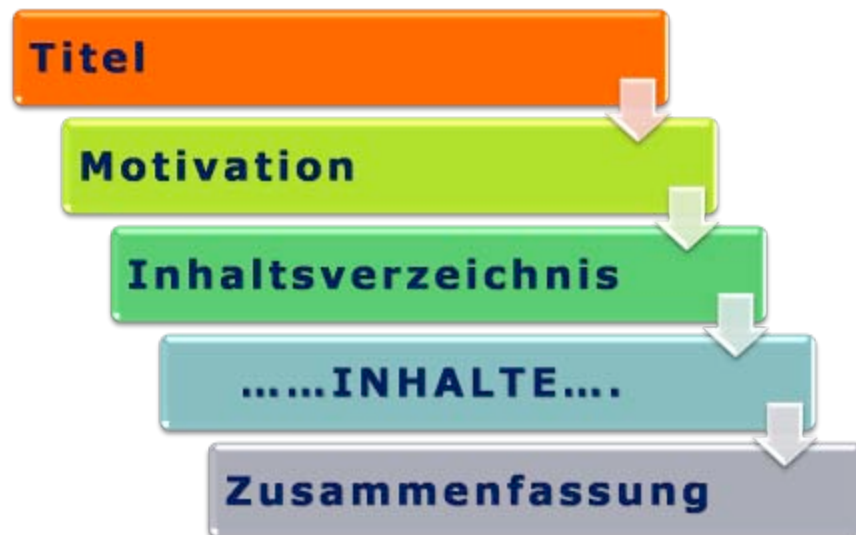 Titel
Motivation
Inhaltsverzeichnis
……INHALTE….
Zusammenfassung